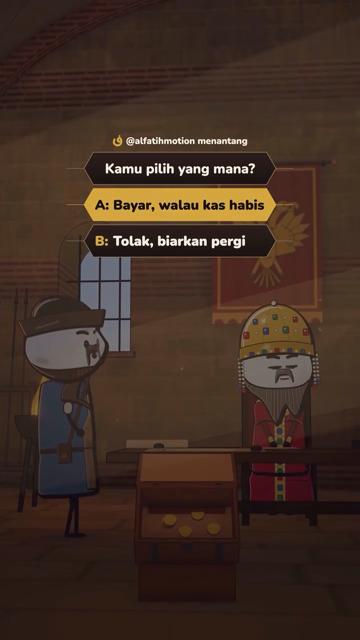 @alfatihmotion menantang
Kamu pilih yang mana?
A: Bayar, walau kas habis
B: Tolak, biarkan pergi